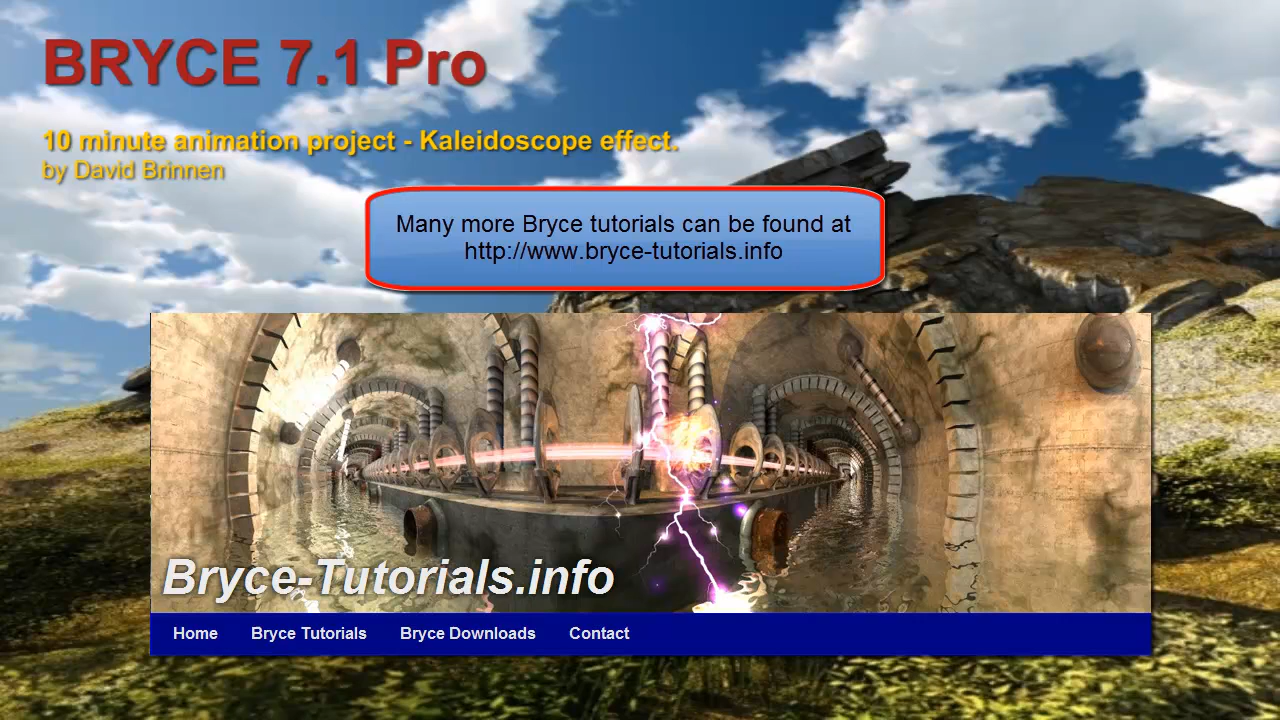 BRYCE 7.1 Pro
10 minute animation project - Kaleidoscope effect.
by David Brinnen
Many more Bryce tutorials can be found at
http://www.bryce-tutorials.info
Bryce-Tutorials.info
Home Bryce Tutorials Bryce Downloads Contact